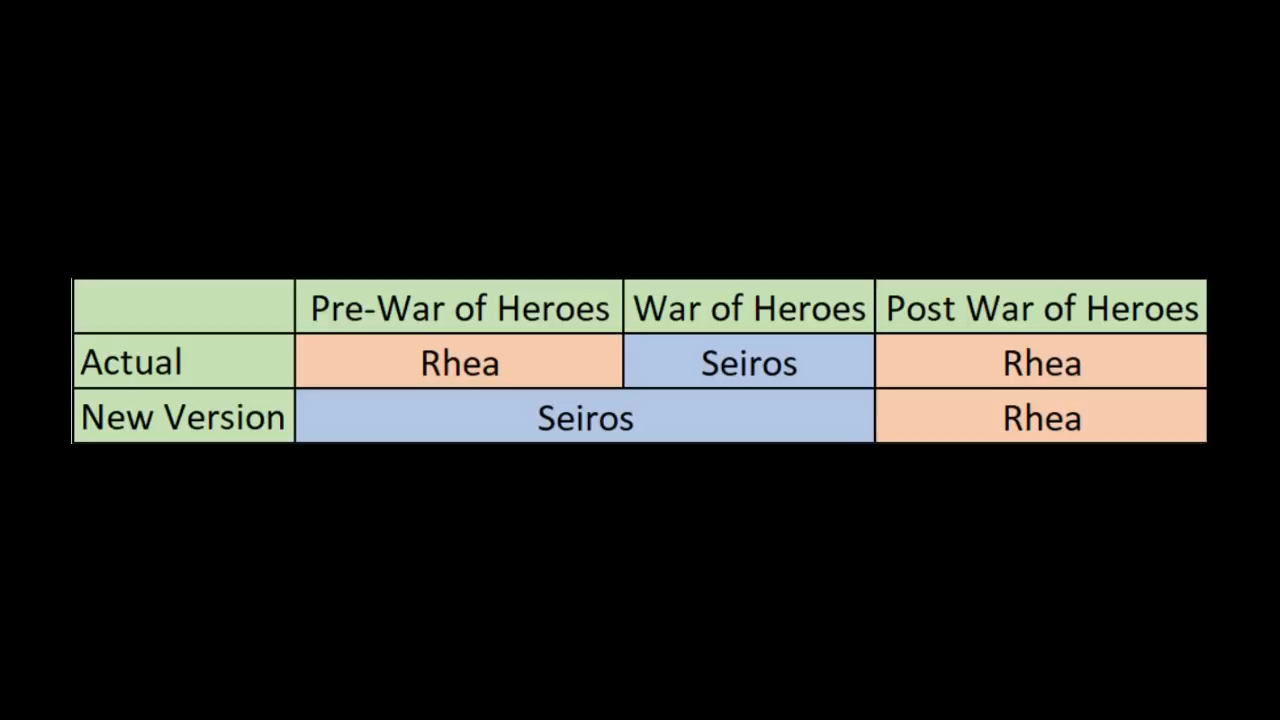 Pre-War of Heroes War of Heroes Post War of Heroes
Actual Rhea Seiros Rhea
New Version Seiros Rhea